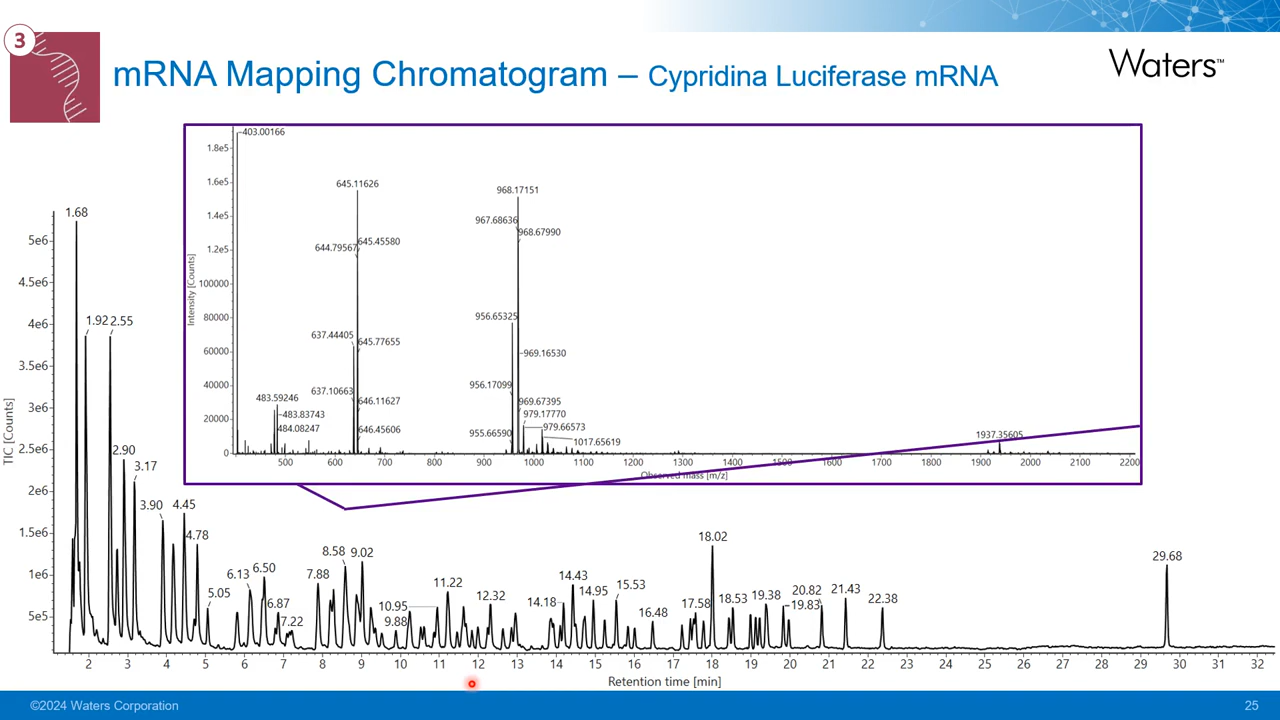 3
mRNA Mapping Chromatogram – Cypridina Luciferase mRNA
Waters™
403.00166
1.8e5
1.6e5
1.4e5
1.2e5
100000
80000
60000
40000
20000
0
Intensity [Counts]
645.11626
644.79567
645.45580
637.44405
645.77655
637.10663
646.11627
646.45606
483.59246
483.83743
484.08247
968.17151
967.68636
968.67990
956.65325
969.16530
956.17099
969.67395
979.17770
955.66590
979.66573
1017.65619
1937.35605
500 600 700 800 900 1000 1100 1200 1300 1400 1500 1600 1700 1800 1900 2000 2100 2200
Observed mass [m/z]
TIC [Counts]
5e6
4.5e6
4e6
3.5e6
3e6
2.5e6
2e6
1.5e6
1e6
5e5
1.68
1.92
2.55
2.90
3.17
3.90
4.45
4.78
5.05
6.13
6.50
6.87
7.22
7.88
8.58
9.02
9.88
10.95
11.22
12.32
14.18
14.43
14.95
15.53
16.48
17.58
18.02
18.53
19.38
19.83
20.82
21.43
22.38
29.68
2 3 4 5 6 7 8 9 10 11 12 13 14 15 16 17 18 19 20 21 22 23 24 25 26 27 28 29 30 31 32
Retention time [min]
©2024 Waters Corporation
25